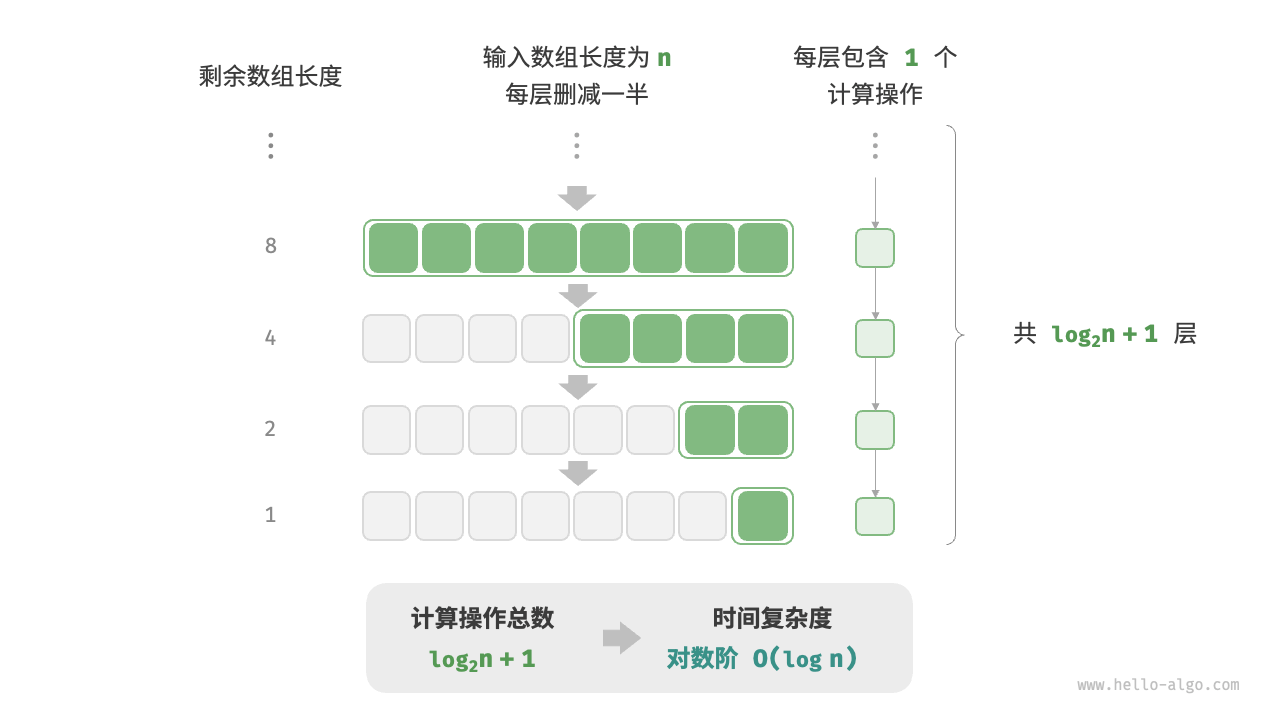 剩余数组长度
输入数组长度为 n
每层删减一半
每层包含 1 个
计算操作
8
4
2
1
共 log₂n + 1 层
计算操作总数
log₂n + 1
时间复杂度
对数阶 O(log n)
www.hello-algo.com